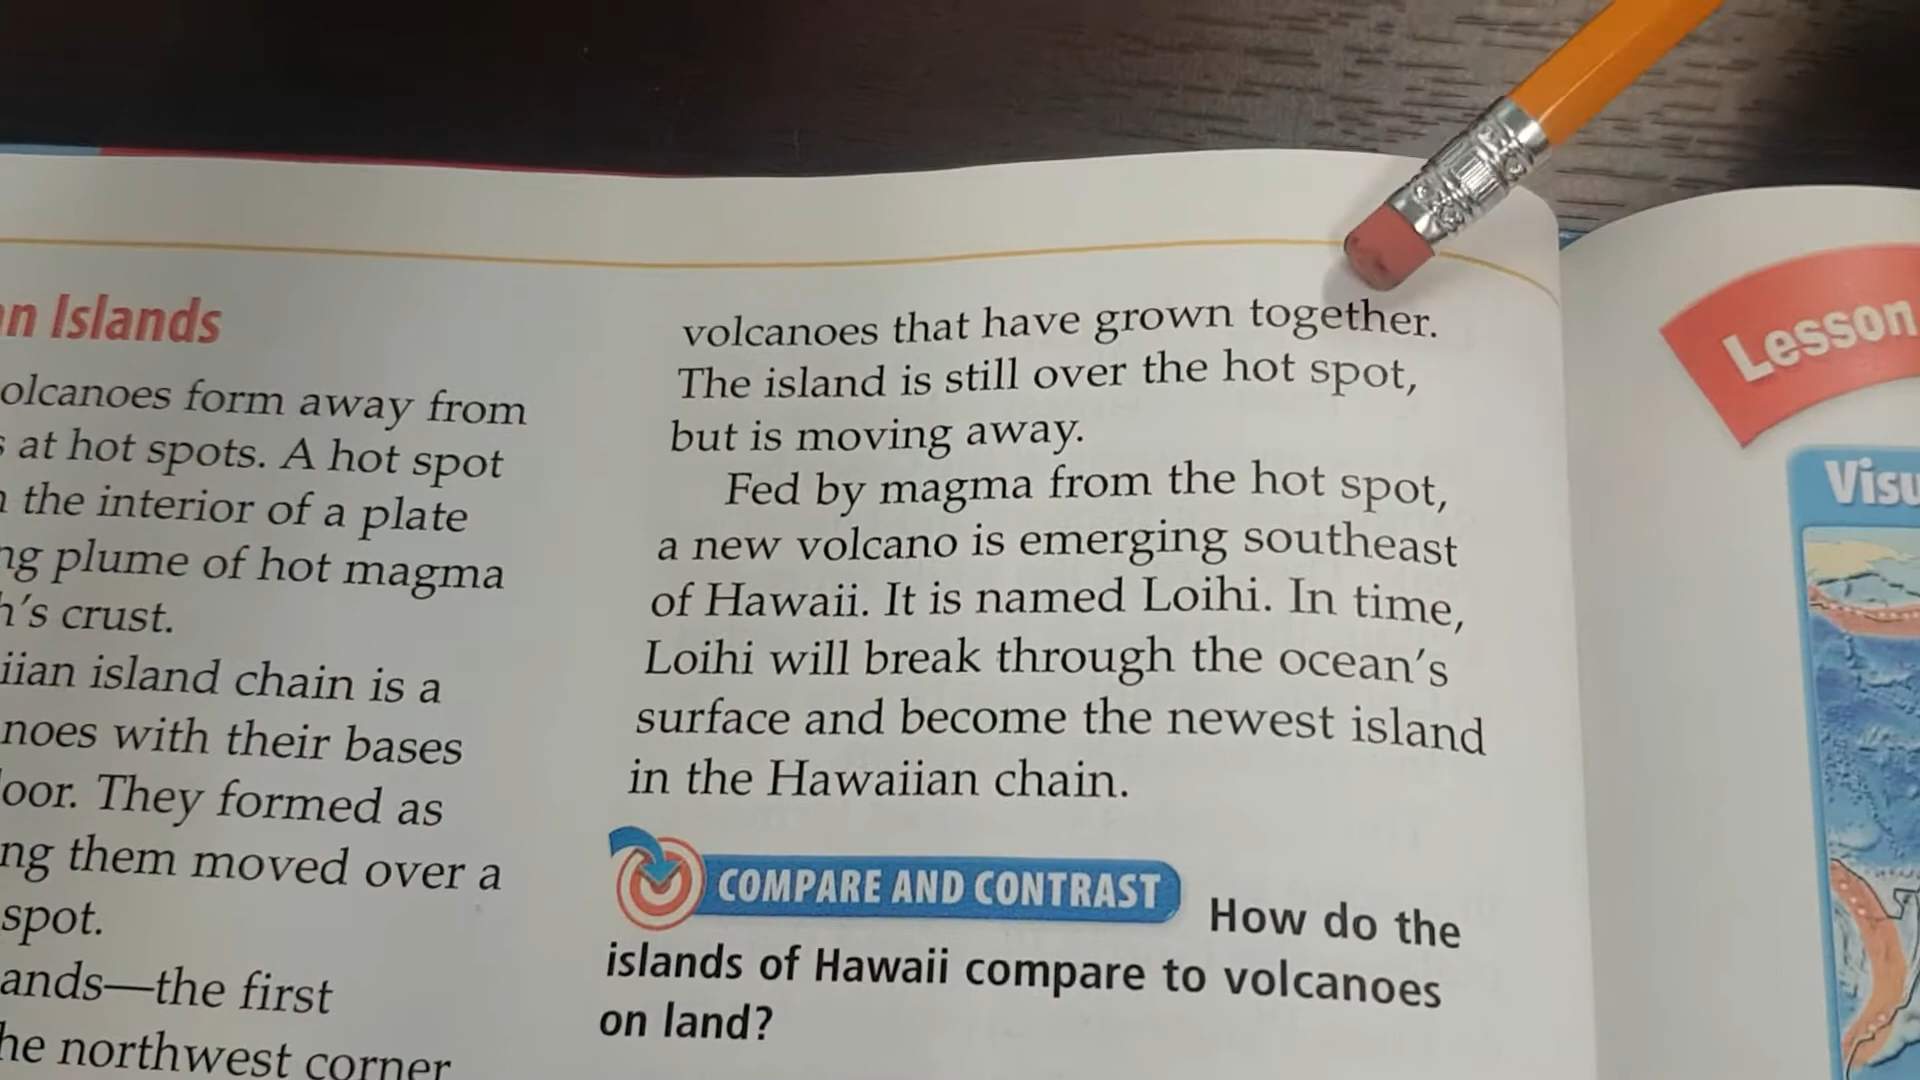 an Islands
olcanoes form away from
s at hot spots. A hot spot
the interior of a plate
ng plume of hot magma
h's crust.
iian island chain is a
noes with their bases
loor. They formed as
ng them moved over a
spot.
ands—the first
he northwest corner
volcanoes that have grown together.
The island is still over the hot spot,
but is moving away.
Fed by magma from the hot spot,
a new volcano is emerging southeast
of Hawaii. It is named Loihi. In time,
Loihi will break through the ocean's
surface and become the newest island
in the Hawaiian chain.
COMPARE AND CONTRAST How do the
islands of Hawaii compare to volcanoes
on land?
Lesson
Visu